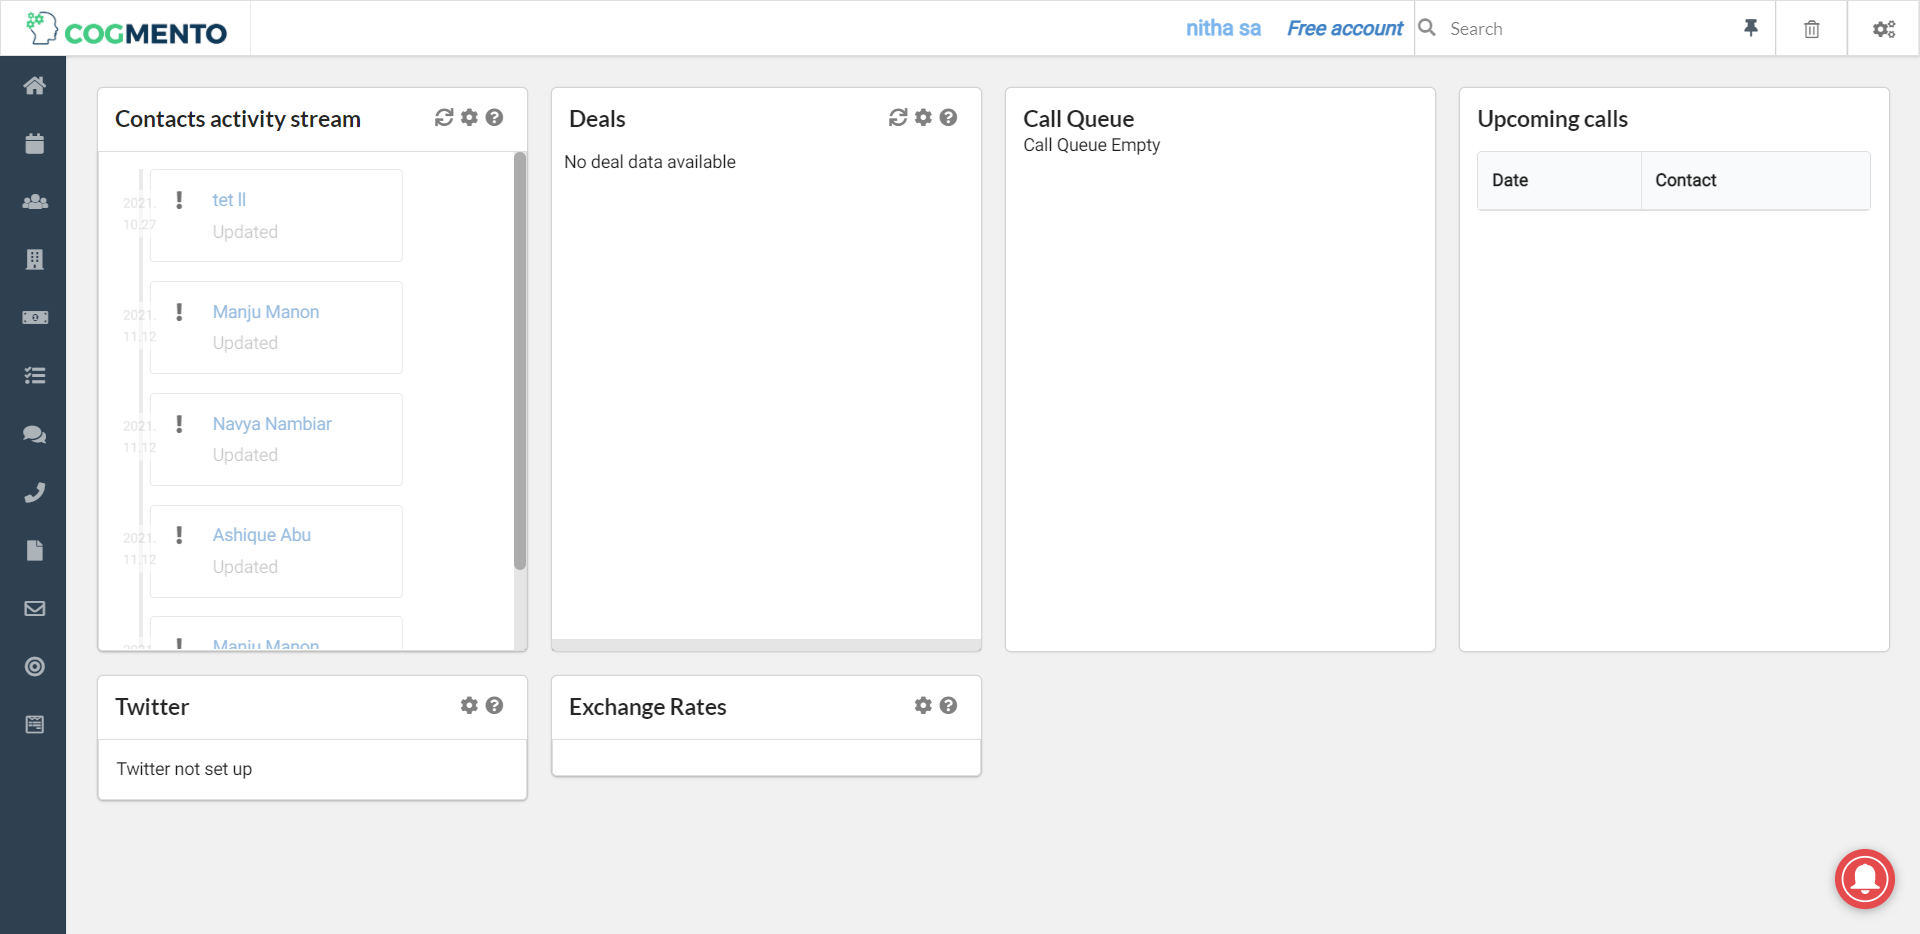 COGMENTO
nitha sa
Free account
Search
Contacts activity stream
2021.
10.27
tet ll
Updated
2021.
11.12
Manju Manon
Updated
2021.
11.12
Navya Nambiar
Updated
2021.
11.12
Ashique Abu
Updated
2021.
Manju Manon
Deals
No deal data available
Call Queue
Call Queue Empty
Upcoming calls
Date Contact
Twitter
Twitter not set up
Exchange Rates